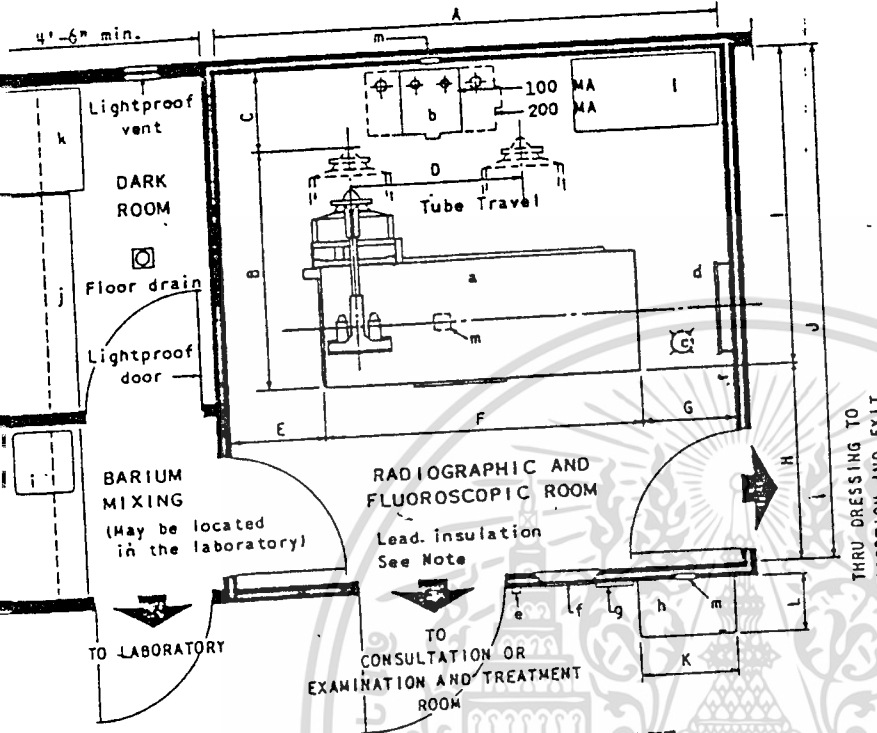 A
4'-6" min.
m
Lightproof
vent
k
C
b
100 MA
200 MA
l
DARK
ROOM
D
Tube Travel
I
B
j
Floor drain
a
d
J
m
c
Lightproof
door
E
F
G
H
i
BARIUM
MIXING
(May be located
in the laboratory)
RADIOGRAPHIC AND
FLUOROSCOPIC ROOM
Lead insulation
See Note
THRU DRESSING TO
e
f
g
h
m
L
K
TO LABORATORY
TO
CONSULTATION OR
EXAMINATION AND TREATMENT
ROOM